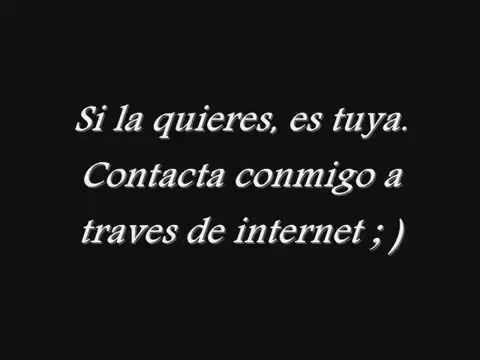 Si la quieres, es tuya.
Contacta conmigo a
traves de internet ; )